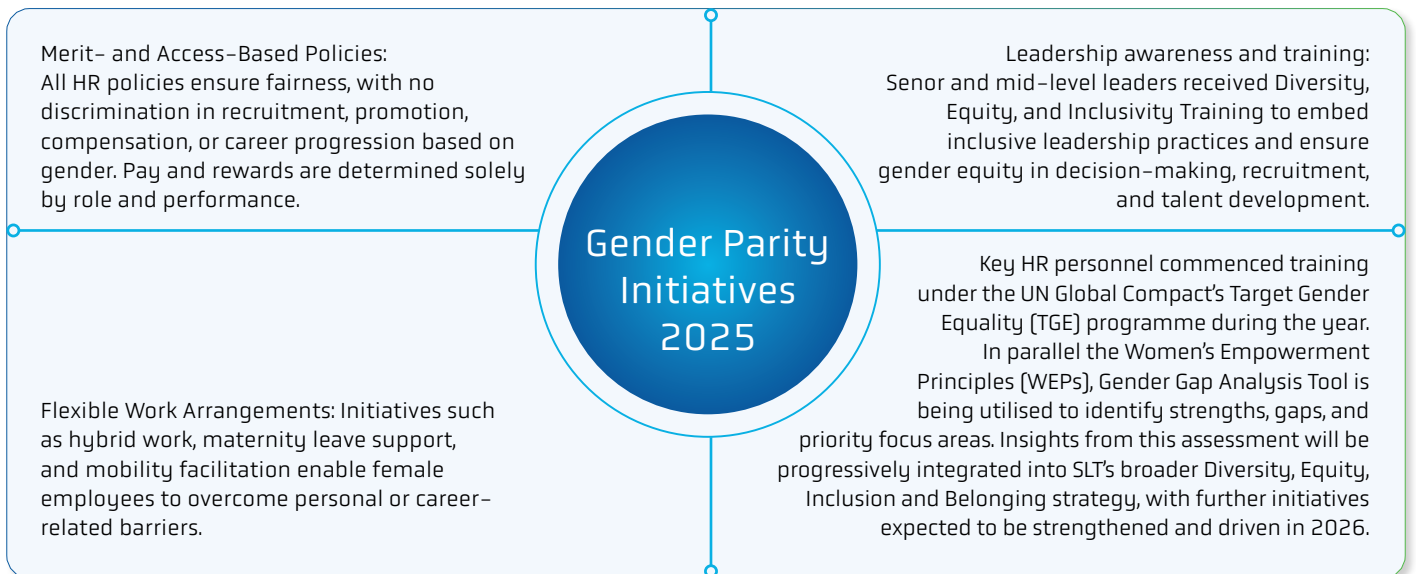 Merit- and Access-Based Policies:
All HR policies ensure fairness, with no
discrimination in recruitment, promotion,
compensation, or career progression based on
gender. Pay and rewards are determined solely
by role and performance.
Leadership awareness and training:
Senor and mid-level leaders received Diversity,
Equity, and Inclusivity Training to embed
inclusive leadership practices and ensure
gender equity in decision-making, recruitment,
and talent development.
Gender Parity
Initiatives
2025
Flexible Work Arrangements: Initiatives such
as hybrid work, maternity leave support,
and mobility facilitation enable female
employees to overcome personal or career-
related barriers.
Key HR personnel commenced training
under the UN Global Compact's Target Gender
Equality (TGE) programme during the year.
In parallel the Women's Empowerment
Principles (WEPs), Gender Gap Analysis Tool is
being utilised to identify strengths, gaps, and
priority focus areas. Insights from this assessment will be
progressively integrated into SLT's broader Diversity, Equity,
Inclusion and Belonging strategy, with further initiatives
expected to be strengthened and driven in 2026.